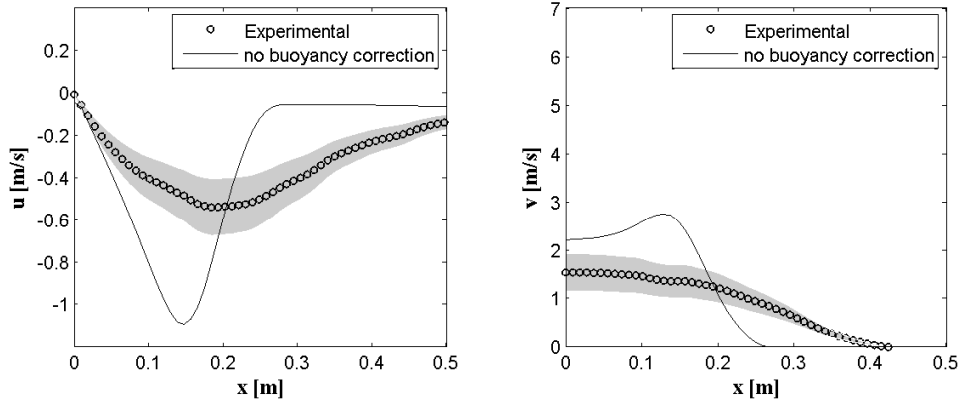 0.2
0
-0.2
-0.4
-0.6
-0.8
-1
u [m/s]
Experimental
no buoyancy correction
0 0.1 0.2 0.3 0.4 0.5
x [m]
7
6
5
4
3
2
1
0
v [m/s]
Experimental
no buoyancy correction
0 0.1 0.2 0.3 0.4 0.5
x [m]